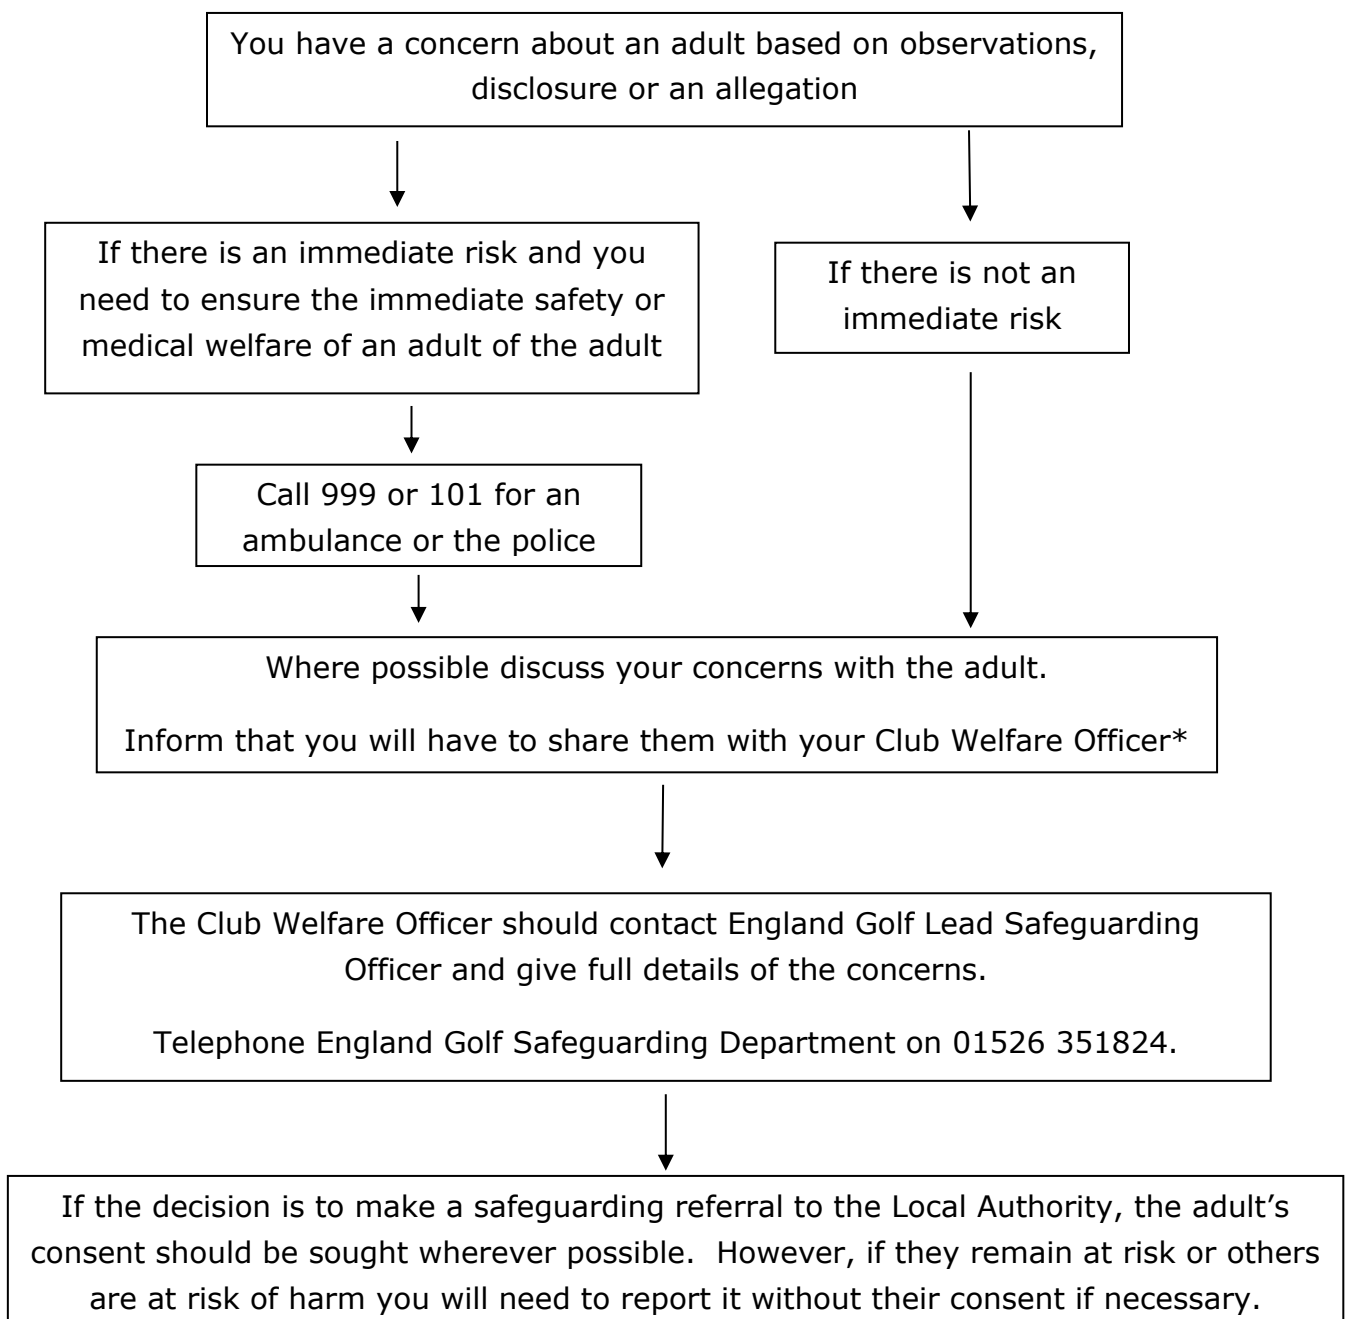 You have a concern about an adult based on observations,
disclosure or an allegation
If there is an immediate risk and you
need to ensure the immediate safety or
medical welfare of an adult of the adult
If there is not an
immediate risk
Call 999 or 101 for an
ambulance or the police
Where possible discuss your concerns with the adult.
Inform that you will have to share them with your Club Welfare Officer*
The Club Welfare Officer should contact England Golf Lead Safeguarding
Officer and give full details of the concerns.
Telephone England Golf Safeguarding Department on 01526 351824.
If the decision is to make a safeguarding referral to the Local Authority, the adult’s
consent should be sought wherever possible.  However, if they remain at risk or others
are at risk of harm you will need to report it without their consent if necessary.